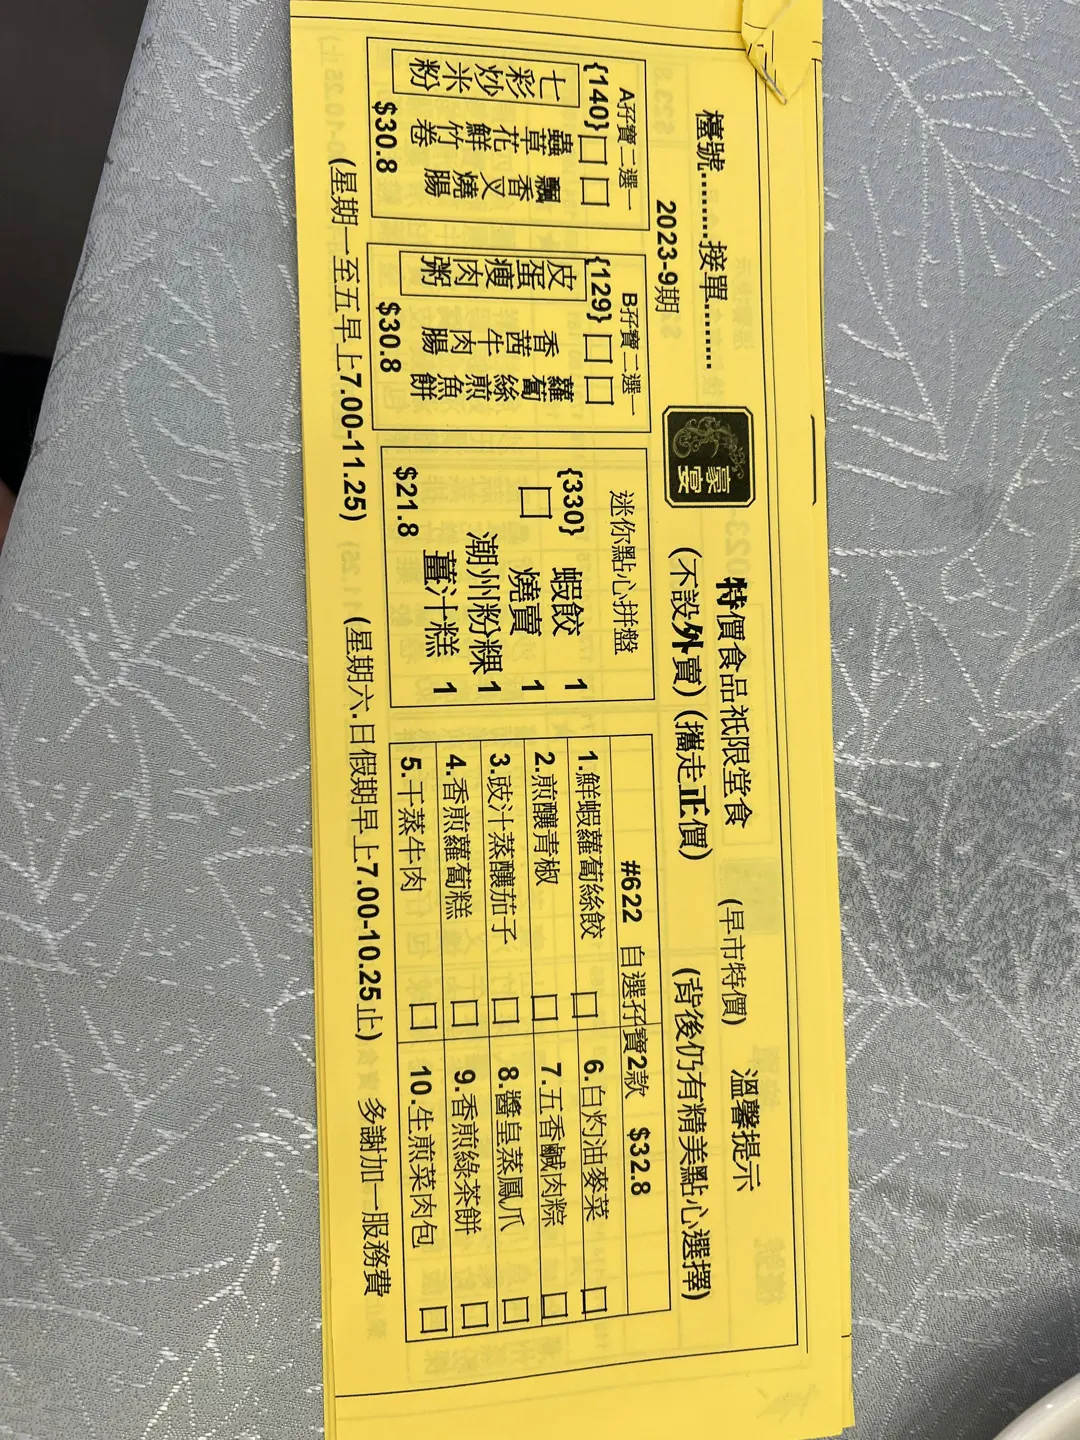 檯號.......接單.........
豪宴
特價食品祇限堂食
(早市特價)
溫馨提示
2023-9期
(不設外賣) (攜走正價)
(背後仍有精美點心選擇)
A孖寶二選一
{140}
七彩炒米粉
蟲草花鮮竹卷
飄香叉燒腸
$30.8
B孖寶二選一
{129}
皮蛋瘦肉粥
香茜牛肉腸
蘿蔔絲煎魚餅
$30.8
迷你點心拼盤
{330} 蝦餃 1
燒賣 1
潮州粉粿 1
薑汁糕 1
$21.8
#622 自選孖寶2款 $32.8
1.鮮蝦蘿蔔絲餃
6.白灼油麥菜
2.煎釀青椒
7.五香鹹肉粽
3.豉汁蒸釀茄子
8.醬皇蒸鳳爪
4.香煎蘿蔔糕
9.香煎綠茶餅
5.干蒸牛肉
10.生煎菜肉包
(星期一至五早上7.00-11.25) (星期六.日假期早上7.00-10.25止) 多謝加一服務費